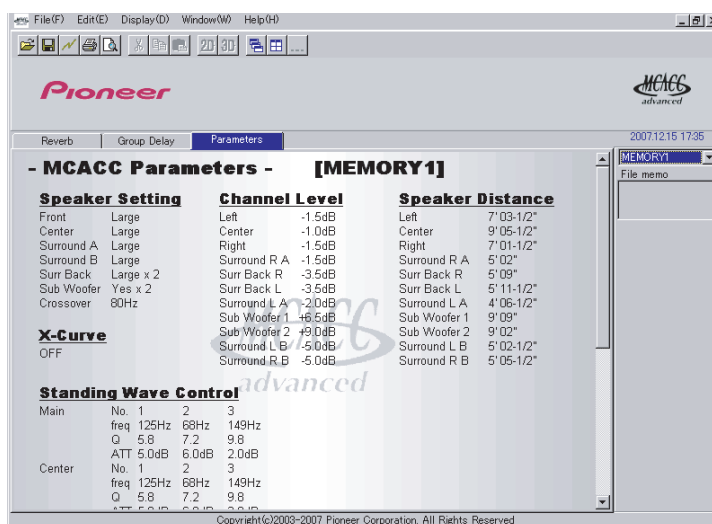 File(F) Edit(E) Display(D) Window(W) Help(H)
2D 3D ...
Pioneer
MCACC
advanced
Reverb Group Delay Parameters
2007.12.15 17:35
MEMORY1
File memo
- MCACC Parameters - [MEMORY1]
Speaker Setting
Front Large
Center Large
Surround A Large
Surround B Large
Surr Back Large x 2
Sub Woofer Yes x 2
Crossover 80Hz
X-Curve
OFF
Channel Level
Left -1.5dB
Center -1.0dB
Right -1.5dB
Surround R A -1.5dB
Surr Back R -3.5dB
Surr Back L -3.5dB
Surround L A -2.0dB
Sub Woofer 1 +6.5dB
Sub Woofer 2 +9.0dB
Surround L B -5.0dB
Surround R B -5.0dB
Speaker Distance
Left 7'03-1/2"
Center 9'05-1/2"
Right 7'01-1/2"
Surround R A 5'02"
Surr Back R 5'09"
Surr Back L 5'11-1/2"
Surround L A 4'06-1/2"
Sub Woofer 1 9'09"
Sub Woofer 2 9'02"
Surround L B 5'02-1/2"
Surround R B 5'05-1/2"
MCACC
advanced
Standing Wave Control
Main No. 1 2 3
freq 125Hz 68Hz 149Hz
Q 5.8 7.2 9.8
ATT 5.0dB 6.0dB 2.0dB
Center No. 1 2 3
freq 125Hz 68Hz 149Hz
Q 5.8 7.2 9.8
Copyright(c)2003-2007 Pioneer Corporation. All Rights Reserved